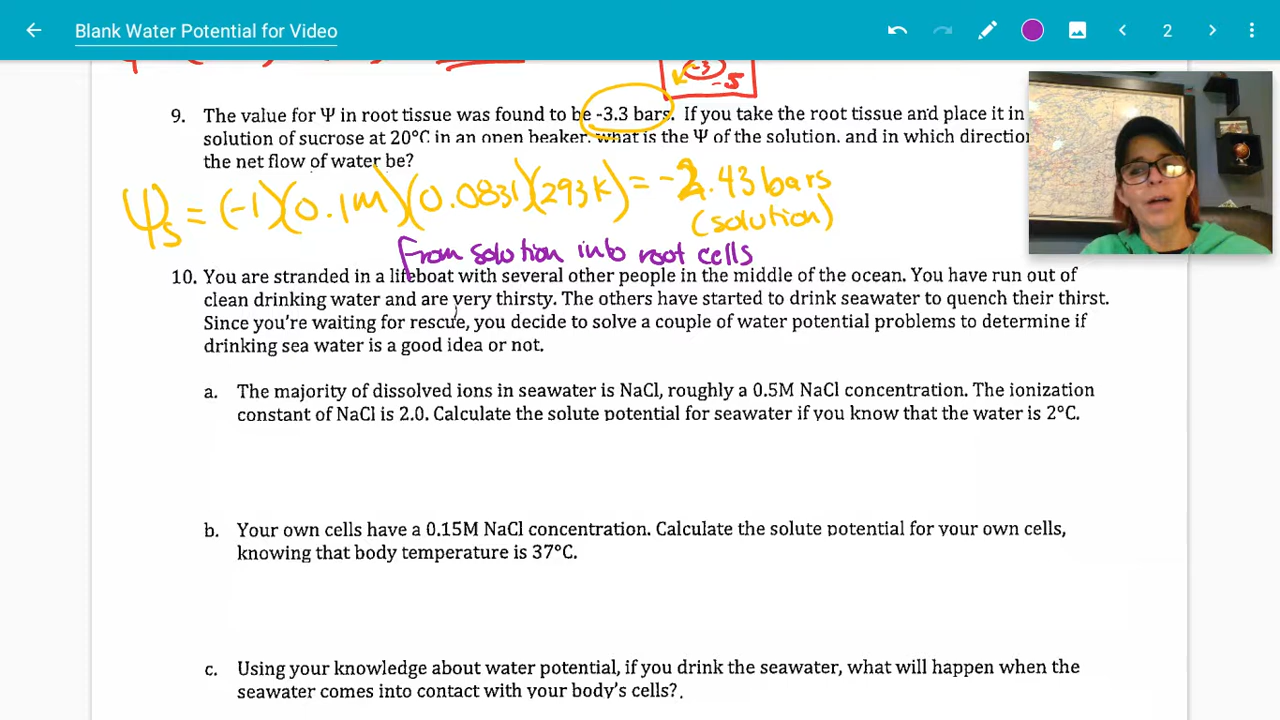 Blank Water Potential for Video
2
-3
-5
9. The value for Ψ in root tissue was found to be -3.3 bars. If you take the root tissue and place it in
solution of sucrose at 20°C in an open beaker, what is the Ψ of the solution, and in which direction
the net flow of water be?
Ψs = (-1)(0.1M)(0.0831)(293K) = -2.43 bars
(solution)
from solution into root cells
10. You are stranded in a lifeboat with several other people in the middle of the ocean. You have run out of
clean drinking water and are very thirsty. The others have started to drink seawater to quench their thirst.
Since you're waiting for rescue, you decide to solve a couple of water potential problems to determine if
drinking sea water is a good idea or not.
a. The majority of dissolved ions in seawater is NaCl, roughly a 0.5M NaCl concentration. The ionization
constant of NaCl is 2.0. Calculate the solute potential for seawater if you know that the water is 2°C.
b. Your own cells have a 0.15M NaCl concentration. Calculate the solute potential for your own cells,
knowing that body temperature is 37°C.
c. Using your knowledge about water potential, if you drink the seawater, what will happen when the
seawater comes into contact with your body's cells?.